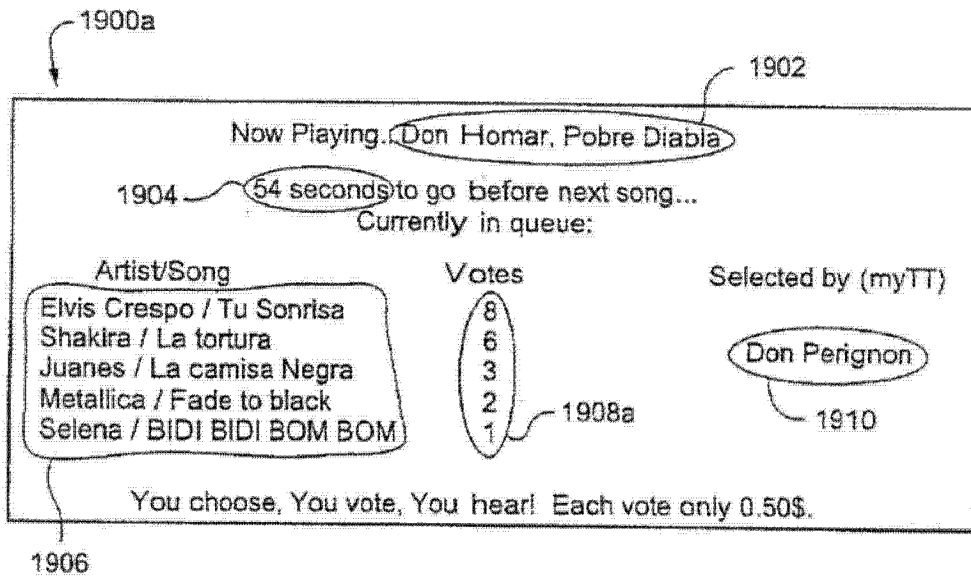 1900a
1902
Now Playing...Don Homar, Pobre Diabla
1904
54 seconds to go before next song...
Currently in queue:
Artist/Song Votes Selected by (myTT)
Elvis Crespo / Tu Sonrisa 8
Shakira / La tortura 6
Juanes / La camisa Negra 3 Don Perignon
Metallica / Fade to black 2
Selena / BIDI BIDI BOM BOM 1
1908a 1910
You choose, You vote, You hear! Each vote only 0.50$.
1906